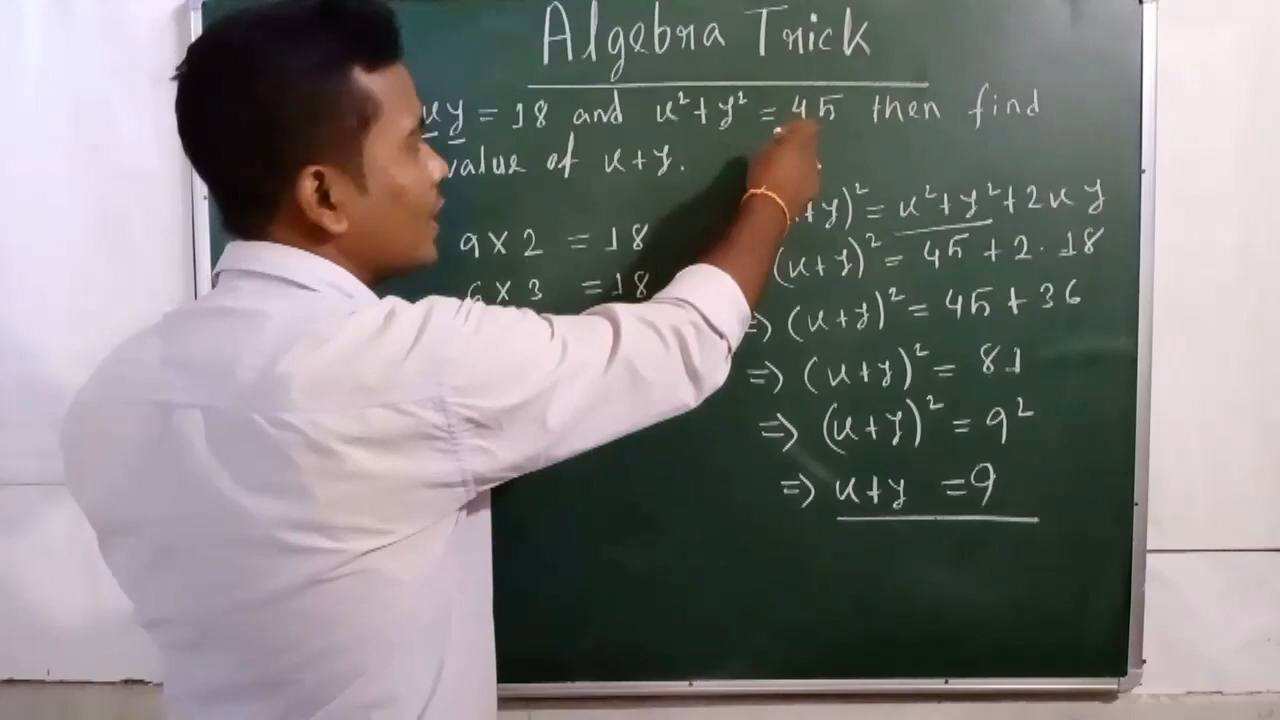 Algebra Trick
xy = 18 and x² + y² = 45 then find
value of x+y.
9 × 2 = 18
6 × 3 = 18
+y)² = x² + y² + 2xy
(x+y)² = 45 + 2 . 18
=> (x+y)² = 45 + 36
=> (x+y)² = 81
=> (x+y)² = 9²
=> x+y = 9